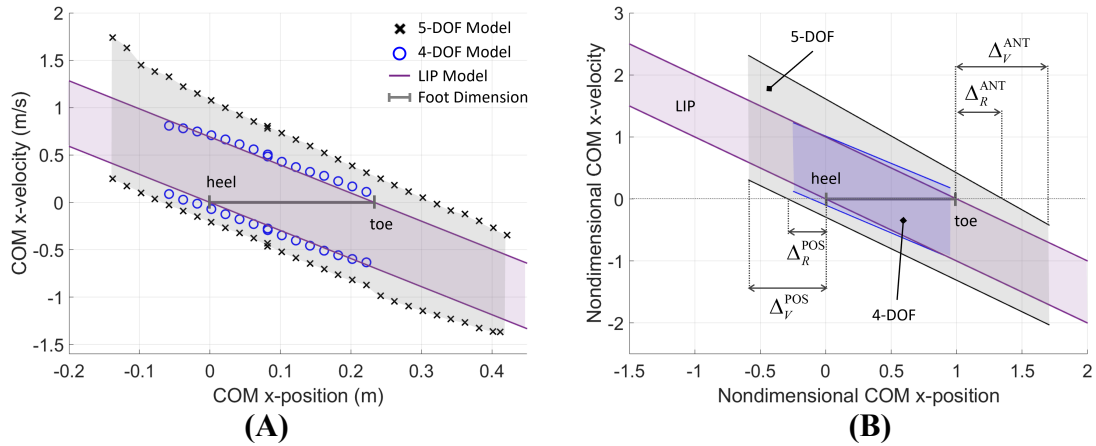 2
1.5
1
0.5
0
-0.5
-1
-1.5
-0.2
-0.1
0
0.1
0.2
0.3
0.4
COM x-velocity (m/s)
COM x-position (m)
5-DOF Model
4-DOF Model
LIP Model
Foot Dimension
heel
toe
(A)
3
2
1
0
-1
-2
-1.5
-1
-0.5
0
0.5
1
1.5
2
Nondimensional COM x-velocity
Nondimensional COM x-position
5-DOF
LIP
heel
toe
4-DOF
Δ_V^ANT
Δ_R^ANT
Δ_R^POS
Δ_V^POS
(B)